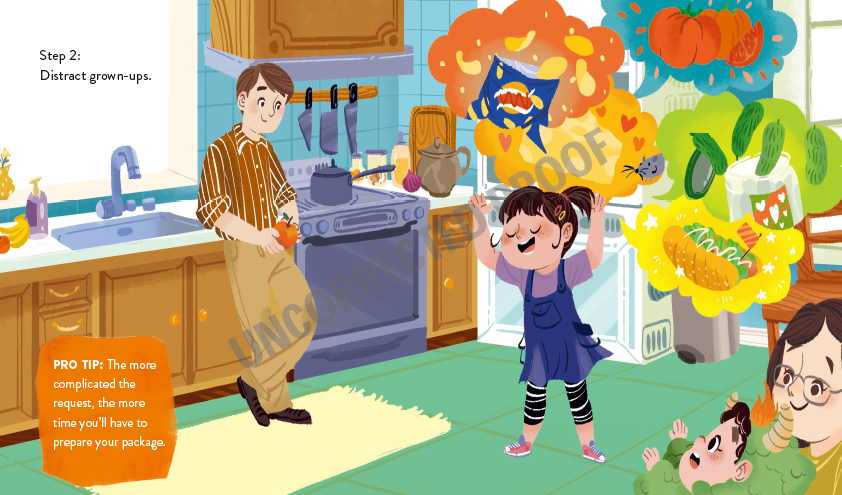 Step 2:
Distract grown-ups.
UNCORRECTED PROOF
PRO TIP: The more
complicated the
request, the more
time you’ll have to
prepare your package.